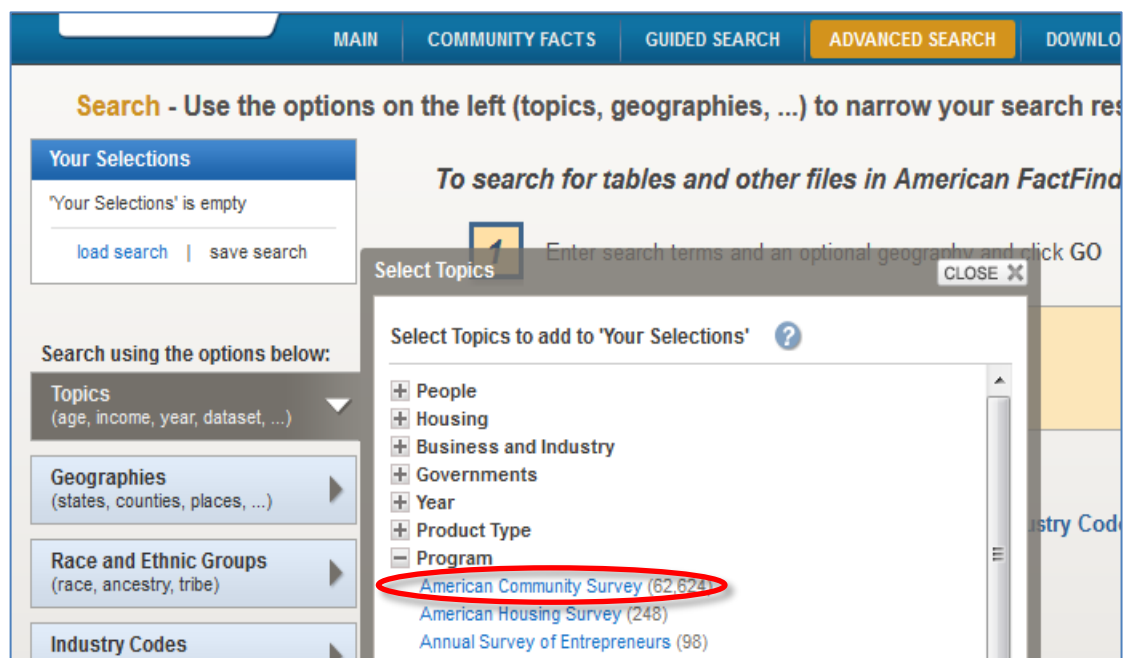 MAIN COMMUNITY FACTS GUIDED SEARCH ADVANCED SEARCH DOWNLO
Search - Use the options on the left (topics, geographies, ...) to narrow your search res
Your Selections
'Your Selections' is empty
load search | save search
To search for tables and other files in American FactFind
1 Enter search terms and an optional geography and click GO
Select Topics
CLOSE X
Select Topics to add to 'Your Selections' ?
Search using the options below:
Topics
(age, income, year, dataset, ...)
Geographies
(states, counties, places, ...)
Race and Ethnic Groups
(race, ancestry, tribe)
Industry Codes
People
Housing
Business and Industry
Governments
Year
Product Type
Program
American Community Survey (62,624)
American Housing Survey (248)
Annual Survey of Entrepreneurs (98)
ustry Code